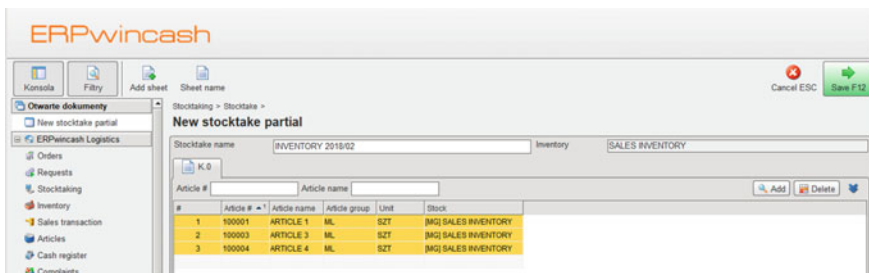 ERPwincash
Konsola Filtry Add sheet Sheet name Cancel ESC Save F12
Otwarte dokumenty
New stocktake partial
ERPwincash Logistics
Orders
Requests
Stocktaking
Inventory
Sales transaction
Articles
Cash register
Complaints
Stocktaking > Stocktake >
New stocktake partial
Stocktake name INVENTORY 2018/02 Inventory SALES INVENTORY
K.0
Article # Article name Add Delete
# Article # 1 Article name Article group Unit Stock
1 100001 ARTICLE 1 ML SZT [MG] SALES INVENTORY
2 100003 ARTICLE 3 ML SZT [MG] SALES INVENTORY
3 100004 ARTICLE 4 ML SZT [MG] SALES INVENTORY